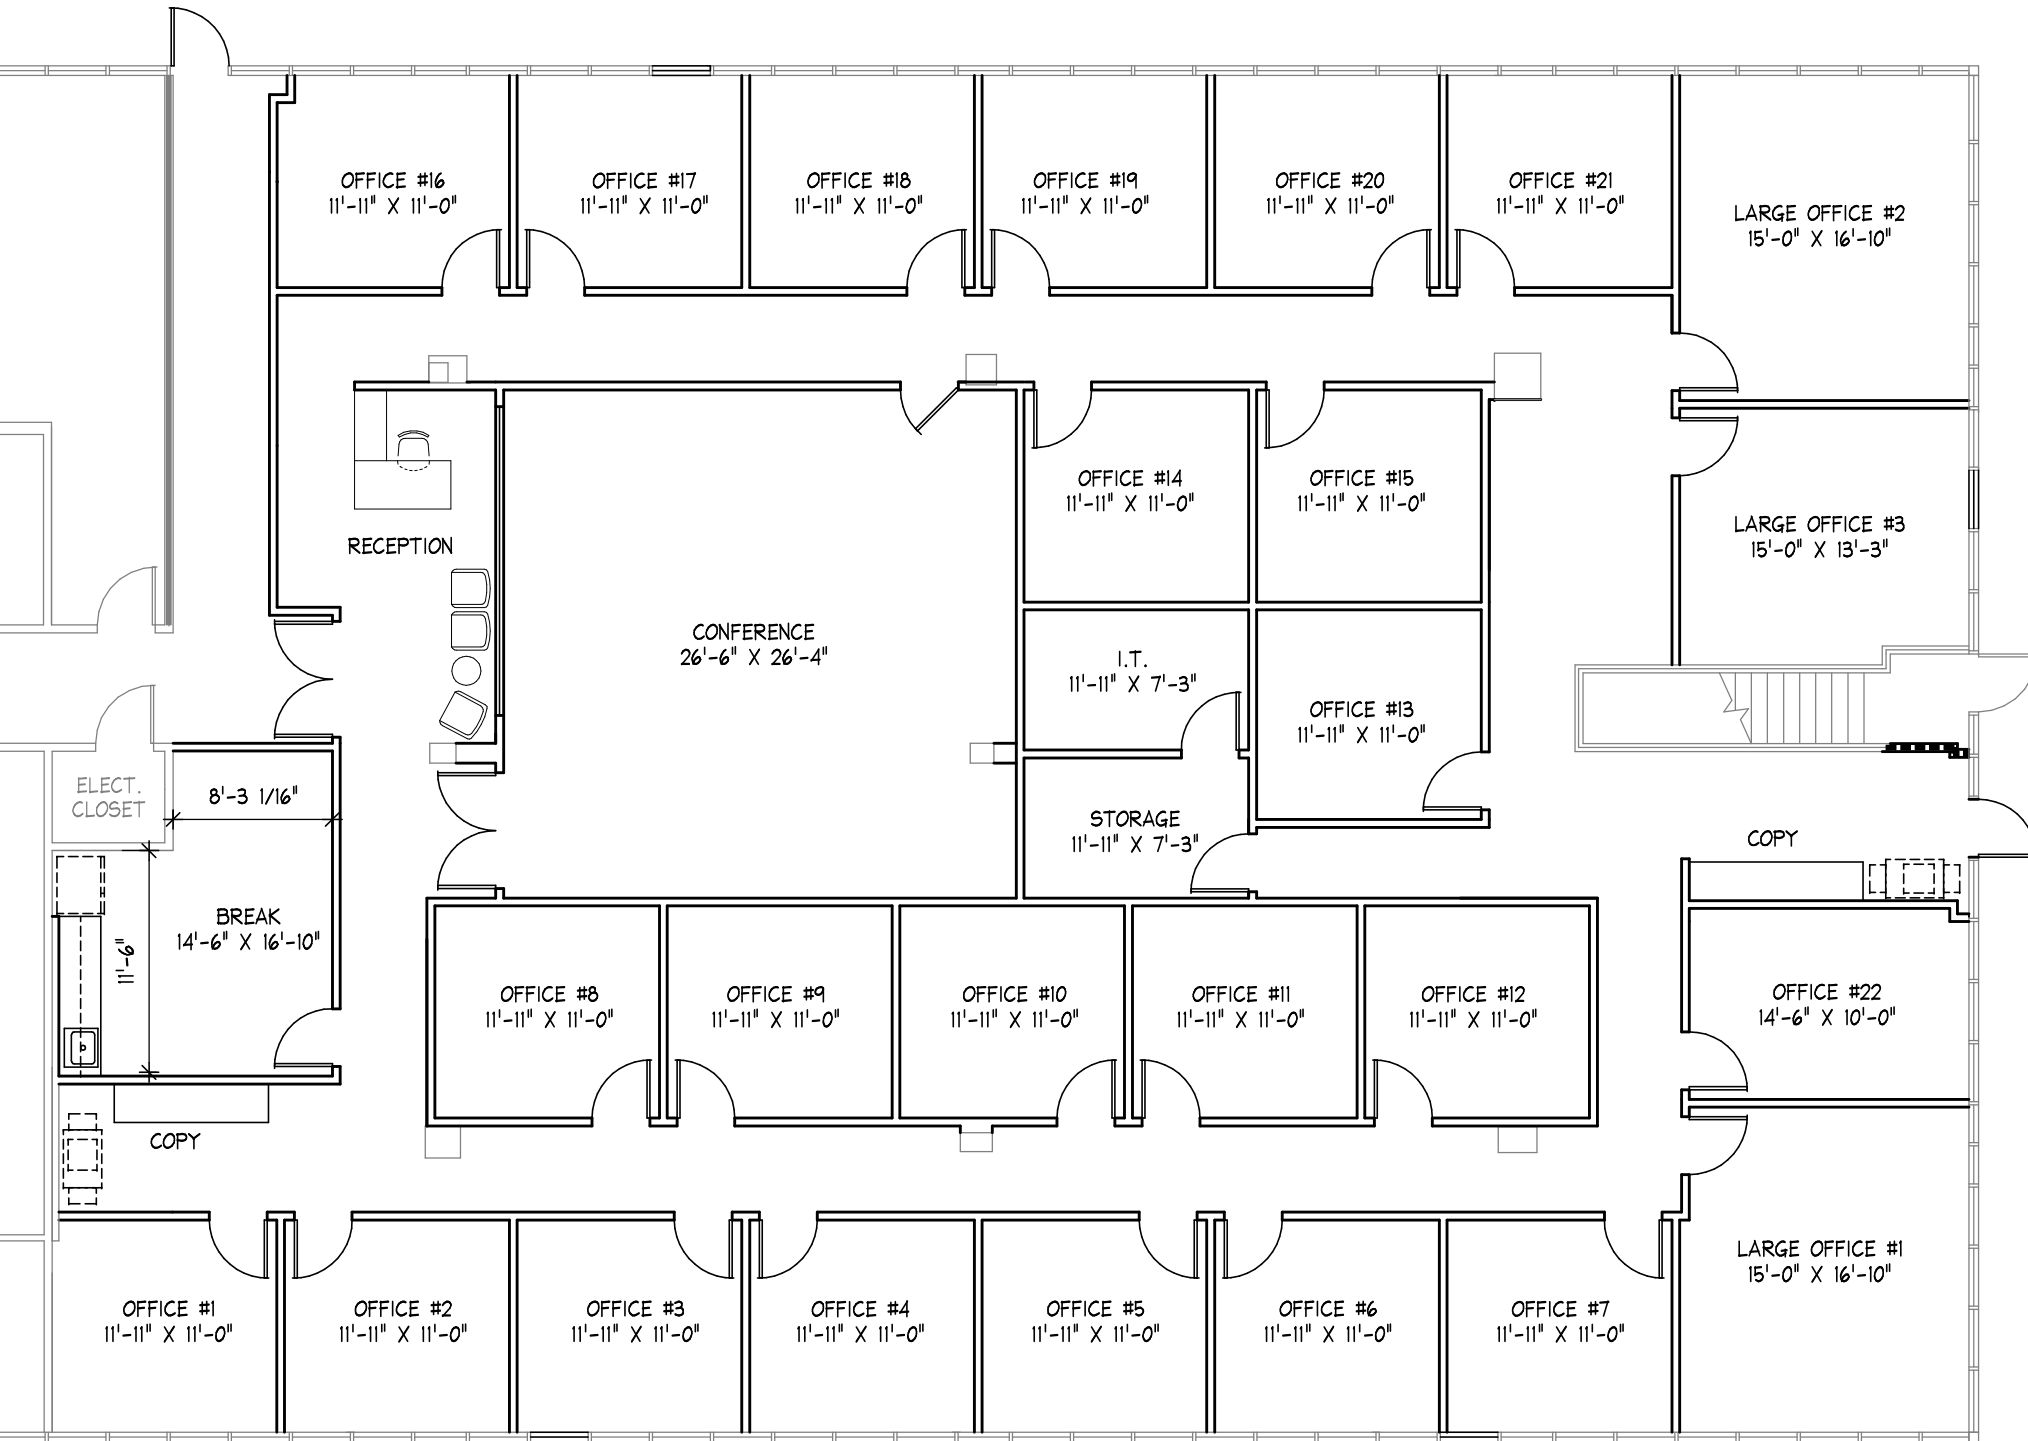 OFFICE #16
11'-11" X 11'-0"
OFFICE #17
11'-11" X 11'-0"
OFFICE #18
11'-11" X 11'-0"
OFFICE #19
11'-11" X 11'-0"
OFFICE #20
11'-11" X 11'-0"
OFFICE #21
11'-11" X 11'-0"
LARGE OFFICE #2
15'-0" X 16'-10"
OFFICE #14
11'-11" X 11'-0"
OFFICE #15
11'-11" X 11'-0"
LARGE OFFICE #3
15'-0" X 13'-3"
RECEPTION
CONFERENCE
26'-6" X 26'-4"
I.T.
11'-11" X 7'-3"
OFFICE #13
11'-11" X 11'-0"
ELECT.
CLOSET
8'-3 1/16"
STORAGE
11'-11" X 7'-3"
COPY
BREAK
14'-6" X 16'-10"
11'-6"
OFFICE #8
11'-11" X 11'-0"
OFFICE #9
11'-11" X 11'-0"
OFFICE #10
11'-11" X 11'-0"
OFFICE #11
11'-11" X 11'-0"
OFFICE #12
11'-11" X 11'-0"
OFFICE #22
14'-6" X 10'-0"
COPY
LARGE OFFICE #1
15'-0" X 16'-10"
OFFICE #1
11'-11" X 11'-0"
OFFICE #2
11'-11" X 11'-0"
OFFICE #3
11'-11" X 11'-0"
OFFICE #4
11'-11" X 11'-0"
OFFICE #5
11'-11" X 11'-0"
OFFICE #6
11'-11" X 11'-0"
OFFICE #7
11'-11" X 11'-0"